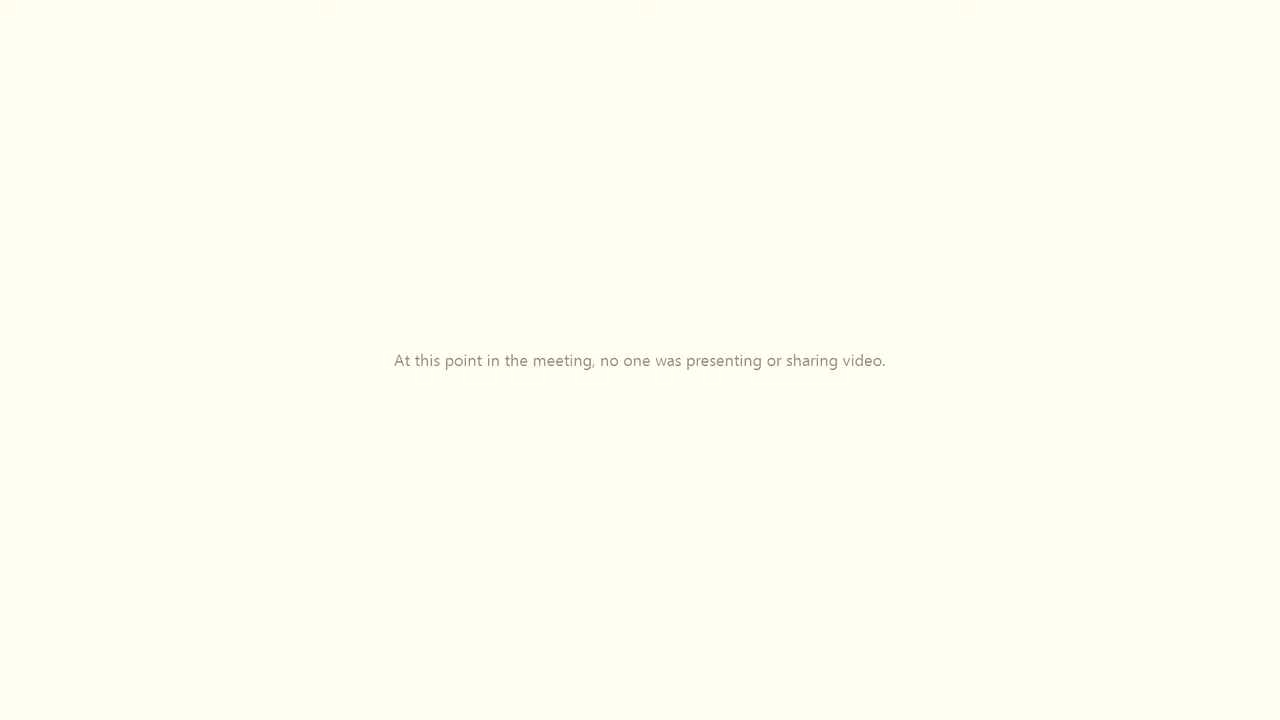 At this point in the meeting, no one was presenting or sharing video.